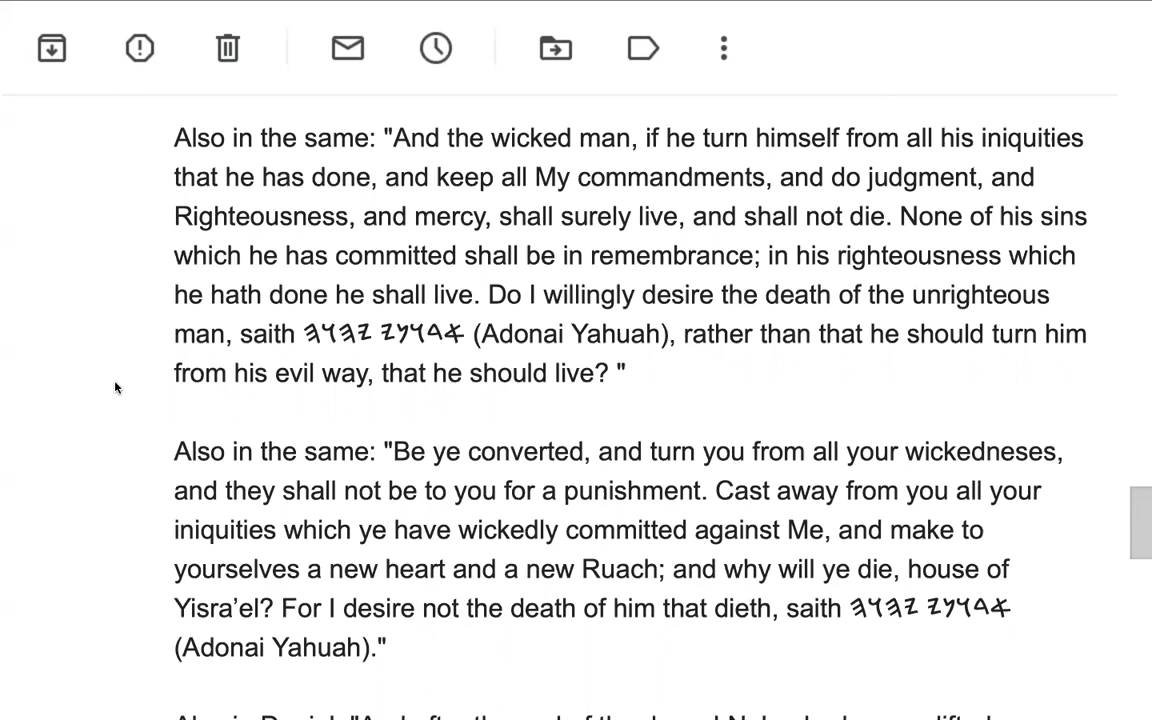 Also in the same: "And the wicked man, if he turn himself from all his iniquities
that he has done, and keep all My commandments, and do judgment, and
Righteousness, and mercy, shall surely live, and shall not die. None of his sins
which he has committed shall be in remembrance; in his righteousness which
he hath done he shall live. Do I willingly desire the death of the unrighteous
man, saith 𐤀𐤃𐤅𐤍𐤉 𐤉𐤄𐤅𐤄 (Adonai Yahuah), rather than that he should turn him
from his evil way, that he should live? "
Also in the same: "Be ye converted, and turn you from all your wickedneses,
and they shall not be to you for a punishment. Cast away from you all your
iniquities which ye have wickedly committed against Me, and make to
yourselves a new heart and a new Ruach; and why will ye die, house of
Yisra’el? For I desire not the death of him that dieth, saith 𐤀𐤃𐤅𐤍𐤉 𐤉𐤄𐤅𐤄
(Adonai Yahuah)."